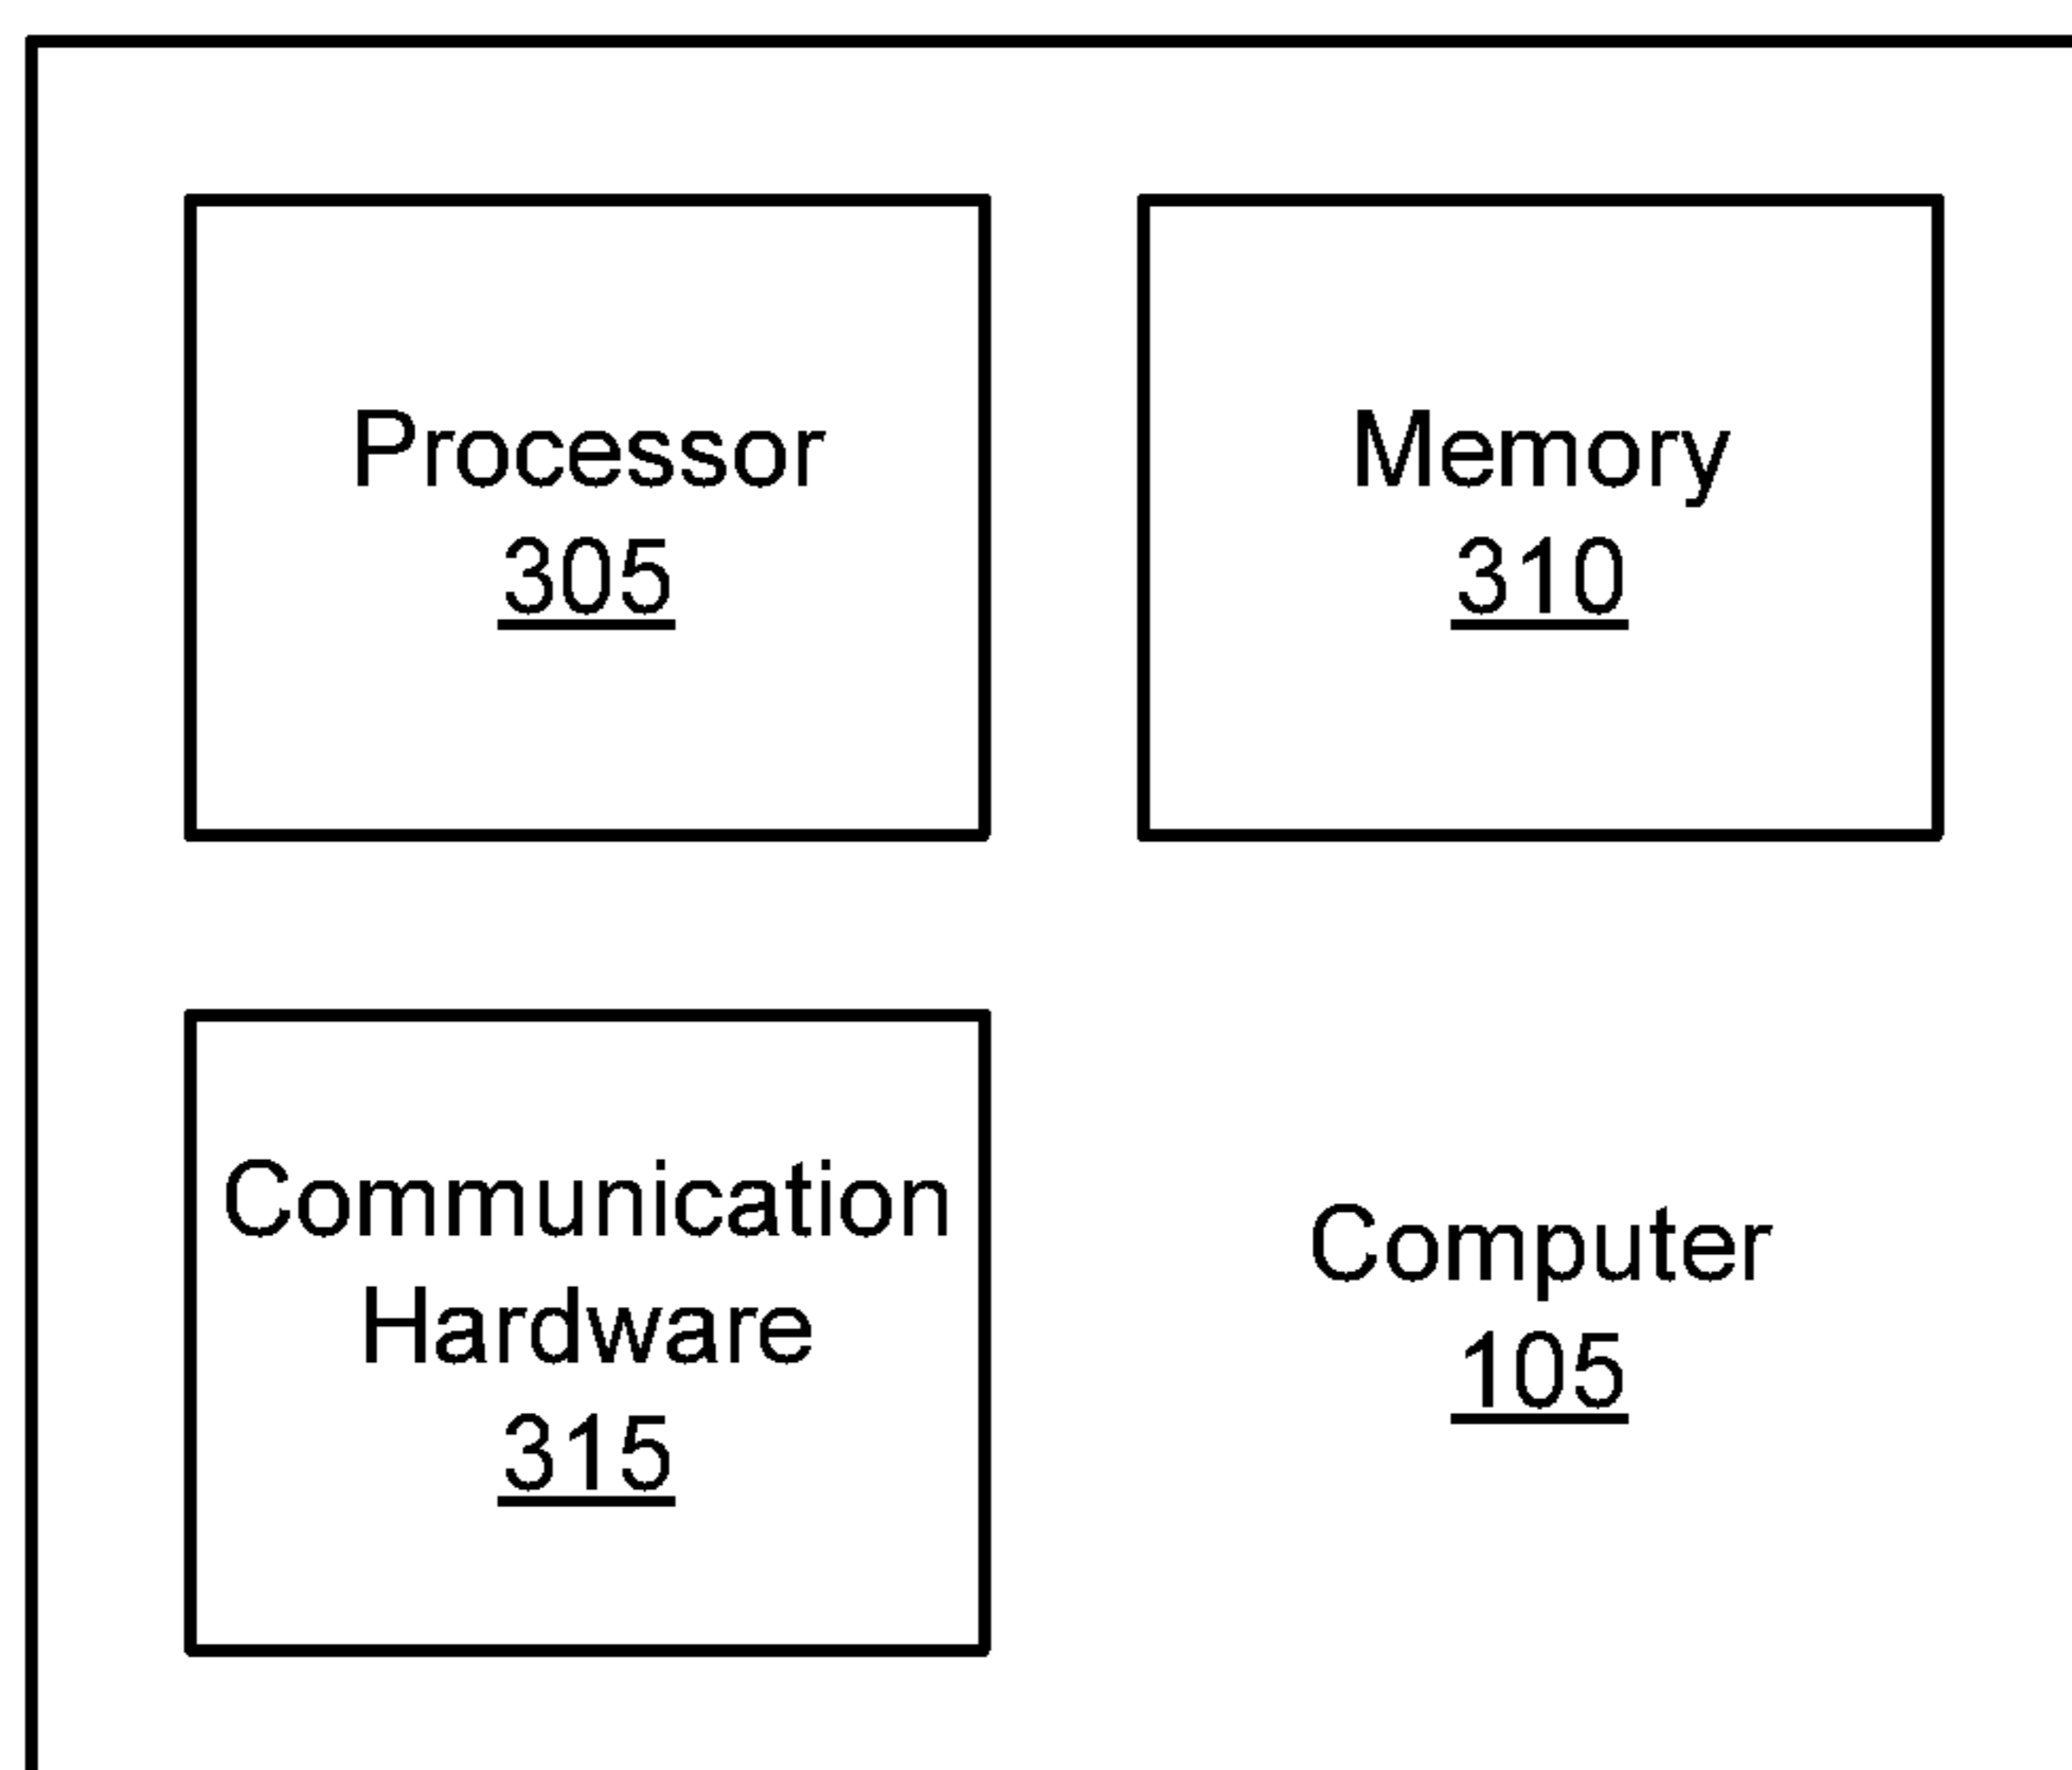 Processor
305
Memory
310
Communication
Hardware
315
Computer
105